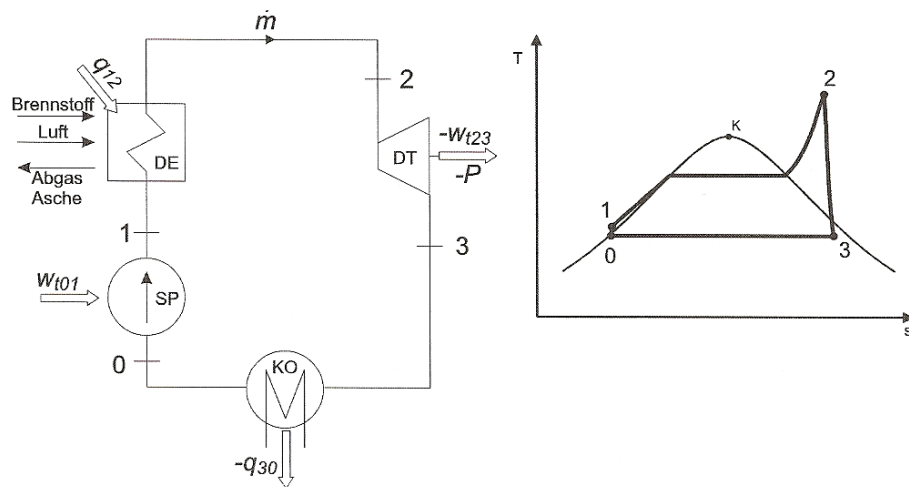 ṁ
2
q12
Brennstoff
Luft
DE
Abgas
Asche
DT
-wt23
-P
1
3
wt01
SP
0
KO
-q30
T
2
K
1
0
3
s